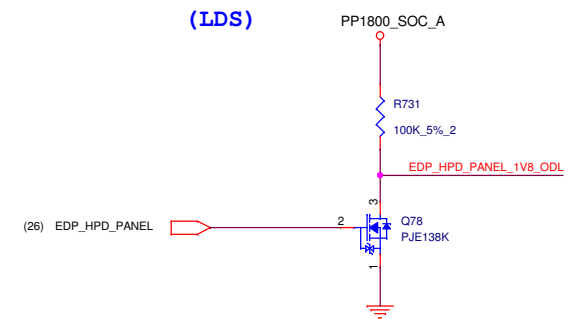 (LDS)
PP1800_SOC_A
R731
100K_5%_2
EDP_HPD_PANEL_1V8_ODL
3
(26) EDP_HPD_PANEL
2
Q78
PJE138K
1